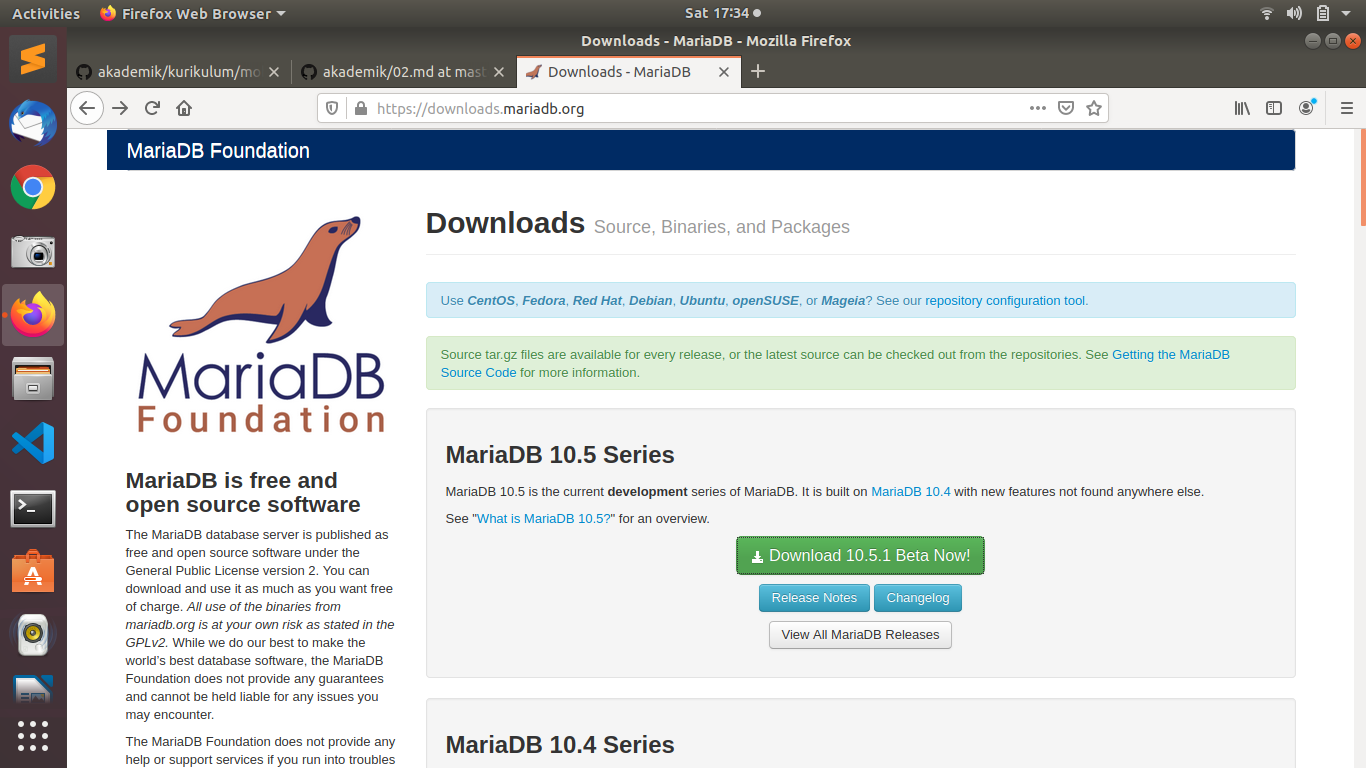 Activities
Firefox Web Browser
Sat 17:34
Downloads - MariaDB - Mozilla Firefox
akademik/kurikulum/mo
akademik/02.md at mast
Downloads - MariaDB
https://downloads.mariadb.org
MariaDB Foundation
MariaDB
Foundation
MariaDB is free and
open source software
The MariaDB database server is published as
free and open source software under the
General Public License version 2. You can
download and use it as much as you want free
of charge. All use of the binaries from
mariadb.org is at your own risk as stated in the
GPLv2. While we do our best to make the
world's best database software, the MariaDB
Foundation does not provide any guarantees
and cannot be held liable for any issues you
may encounter.
The MariaDB Foundation does not provide any
help or support services if you run into troubles
Downloads Source, Binaries, and Packages
Use CentOS, Fedora, Red Hat, Debian, Ubuntu, openSUSE, or Mageia? See our repository configuration tool.
Source tar.gz files are available for every release, or the latest source can be checked out from the repositories. See Getting the MariaDB
Source Code for more information.
MariaDB 10.5 Series
MariaDB 10.5 is the current development series of MariaDB. It is built on MariaDB 10.4 with new features not found anywhere else.
See "What is MariaDB 10.5?" for an overview.
Download 10.5.1 Beta Now!
Release Notes
Changelog
View All MariaDB Releases
MariaDB 10.4 Series